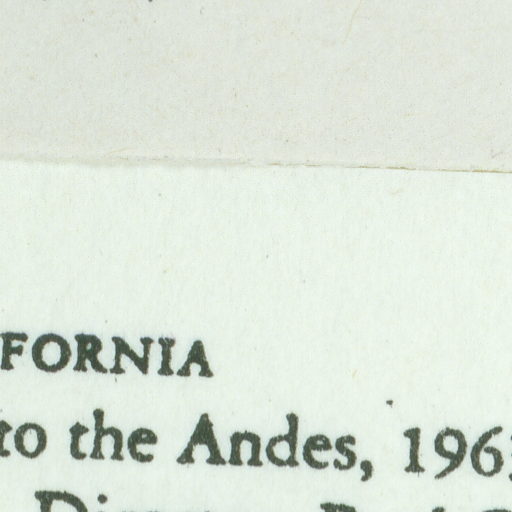 FORNIA
to the Andes, 196